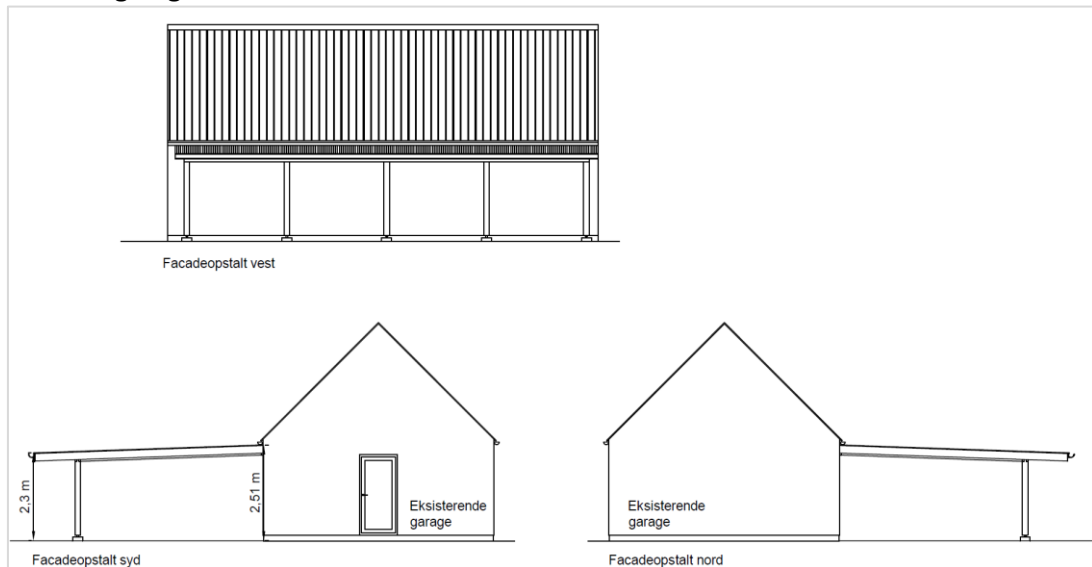 Facadeopstalt vest
2,3 m
2,51 m
Eksisterende
garage
Facadeopstalt syd
Eksisterende
garage
Facadeopstalt nord